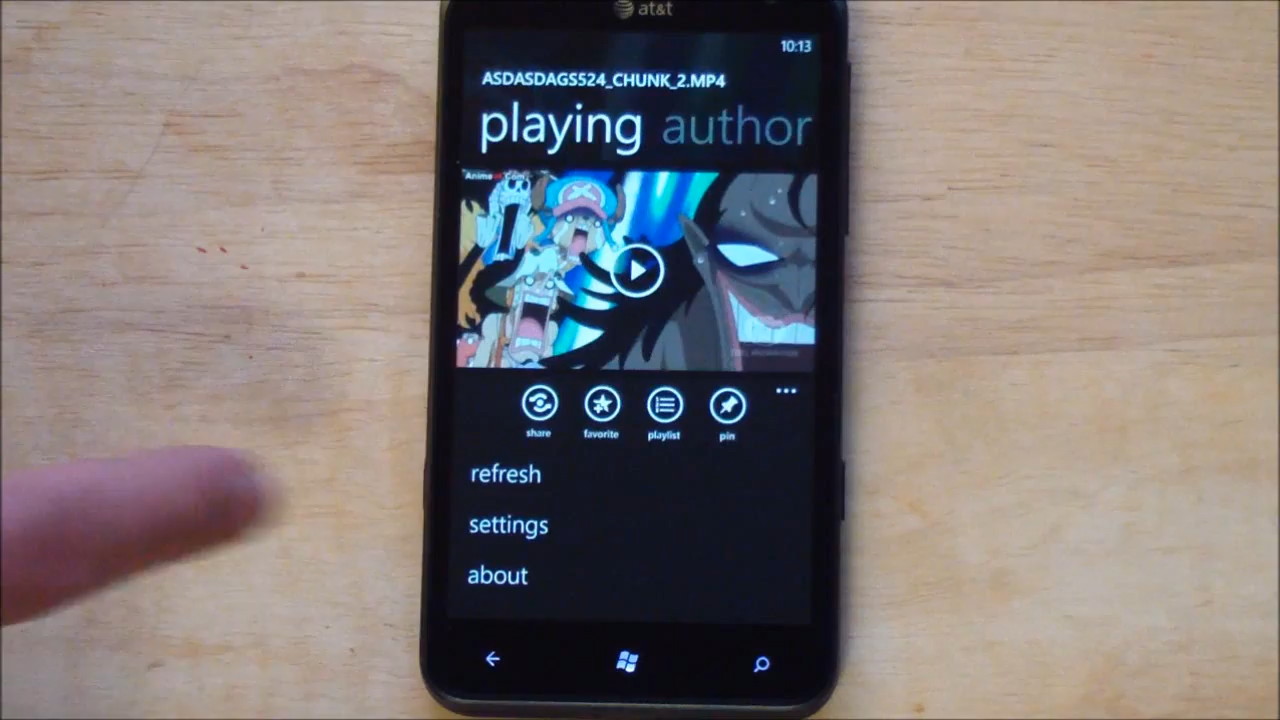 at&t
10:13
ASDASDAGS524_CHUNK_2.MP4
playing author
share favorite playlist pin
refresh
settings
about